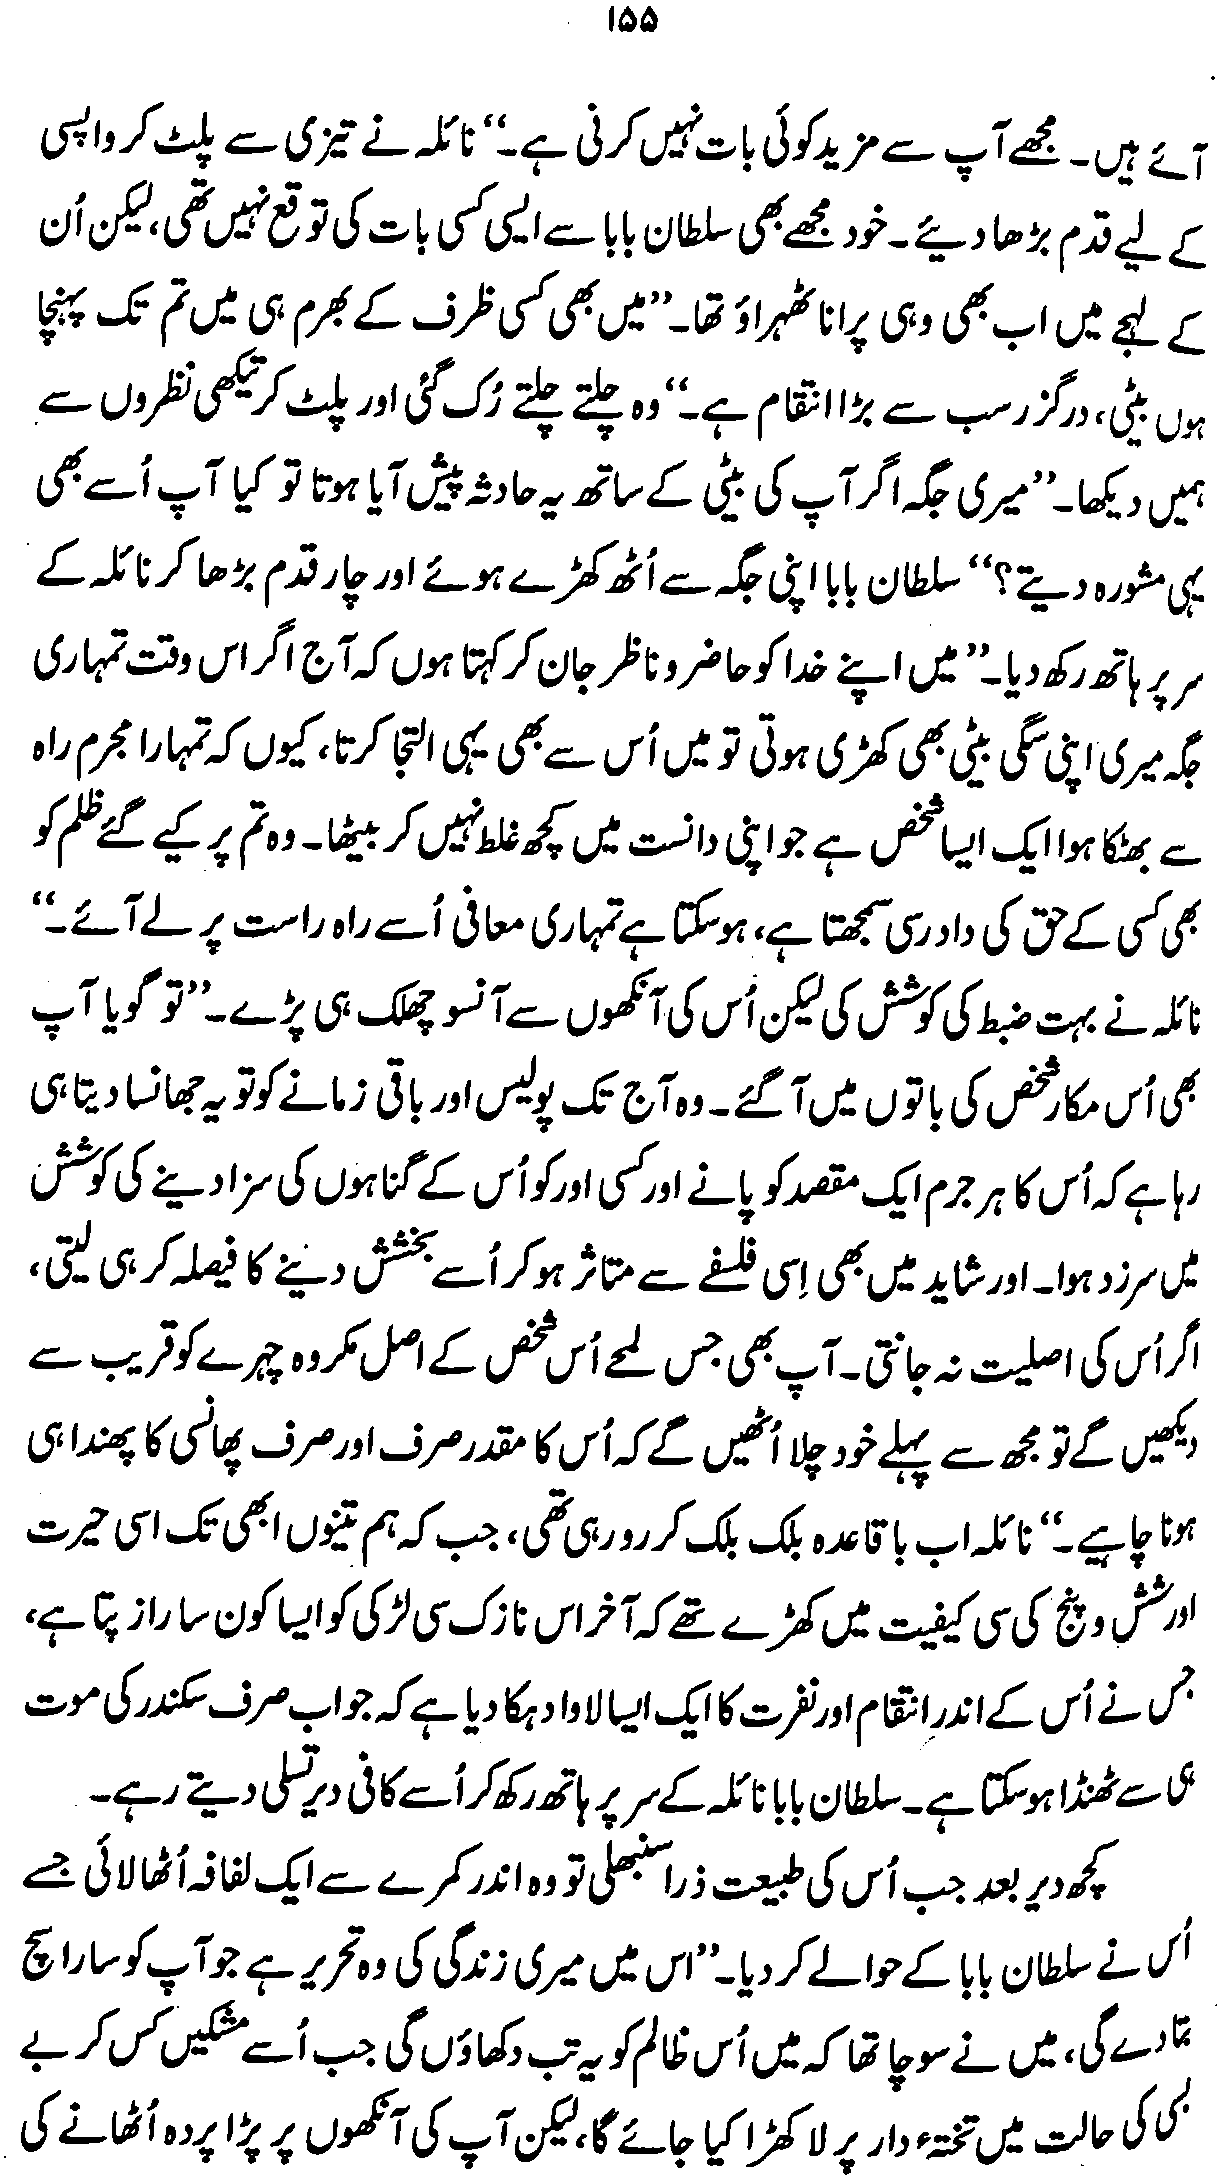 ۱۵۵
آئے ہیں۔ مجھے آپ سے مزید کوئی بات نہیں کرنی ہے۔“ نائلہ نے تیزی سے پلٹ کر واپسی
کے لیے قدم بڑھا دیئے۔ خود مجھے بھی سلطان بابا سے ایسی کسی بات کی توقع نہیں تھی، لیکن اُن
کے لہجے میں اب بھی وہی پرانا ٹھہراؤ تھا۔ ”میں بھی کسی ظرف کے بھرم ہی میں تم تک پہنچا
ہوں بیٹی، درگزر سب سے بڑا انتقام ہے۔“ وہ چلتے چلتے رُک گئی اور پلٹ کر تیکھی نظروں سے
ہمیں دیکھا۔ ”میری جگہ اگر آپ کی بیٹی کے ساتھ یہ حادثہ پیش آیا ہوتا تو کیا آپ اُسے بھی
یہی مشورہ دیتے؟“ سلطان بابا اپنی جگہ سے اُٹھ کھڑے ہوئے اور چار قدم بڑھا کر نائلہ کے
سر پر ہاتھ رکھ دیا۔ ”میں اپنے خدا کو حاضر و ناظر جان کر کہتا ہوں کہ آج اگر اس وقت تمہاری
جگہ میری اپنی سگی بیٹی بھی کھڑی ہوتی تو میں اُس سے بھی یہی التجا کرتا، کیوں کہ تمہارا مجرم راہ
سے بھٹکا ہوا ایک ایسا شخص ہے جو اپنی دانست میں کچھ غلط نہیں کر بیٹھا۔ وہ تم پر کیے گئے ظلم کو
بھی کسی کے حق کی داد رسی سمجھتا ہے، ہو سکتا ہے تمہاری معافی اُسے راہ راست پر لے آئے۔“
نائلہ نے بہت ضبط کی کوشش کی لیکن اُس کی آنکھوں سے آنسو چھلک ہی پڑے۔ ”تو گویا آپ
بھی اُس مکار شخص کی باتوں میں آ گئے۔ وہ آج تک پولیس اور باقی زمانے کو تو یہ جھانسا دیتا ہی
رہا ہے کہ اُس کا ہر جرم ایک مقصد کو پانے اور کسی اور کو اُس کے گناہوں کی سزا دینے کی کوشش
میں سرزد ہوا۔ اور شاید میں بھی اِسی فلسفے سے متاثر ہو کر اُسے بخشش دینے کا فیصلہ کر ہی لیتی،
اگر اُس کی اصلیت نہ جانتی۔ آپ بھی جس لمحے اُس شخص کے اصل مکروہ چہرے کو قریب سے
دیکھیں گے تو مجھ سے پہلے خود چلا اُٹھیں گے کہ اُس کا مقدر صرف اور صرف پھانسی کا پھندا ہی
ہونا چاہیے۔“ نائلہ اب با قاعدہ بلک بلک کر رو رہی تھی، جب کہ ہم تینوں ابھی تک اسی حیرت
اور شش و پنج کی سی کیفیت میں کھڑے تھے کہ آخر اس نازک سی لڑکی کو ایسا کون سا راز پتا ہے،
جس نے اُس کے اندر انتقام اور نفرت کا ایک ایسا لاوا دہکا دیا ہے کہ جو اب صرف سکندر کی موت
ہی سے ٹھنڈا ہو سکتا ہے۔ سلطان بابا نائلہ کے سر پر ہاتھ رکھ کر اُسے کافی دیر تسلی دیتے رہے۔
کچھ دیر بعد جب اُس کی طبیعت ذرا سنبھلی تو وہ اندر کمرے سے ایک لفافہ اُٹھا لائی جسے
اُس نے سلطان بابا کے حوالے کر دیا۔ ”اس میں میری زندگی کی وہ تحریر ہے جو آپ کو سارا سچ
بتا دے گی، میں نے سوچا تھا کہ میں اُس ظالم کو یہ تب دکھاؤں گی جب اُسے مشکیں کس کر بے
بسی کی حالت میں تختۂ دار پر لا کھڑا کیا جائے گا، لیکن آپ کی آنکھوں پر پڑا پردہ اُٹھانے کی